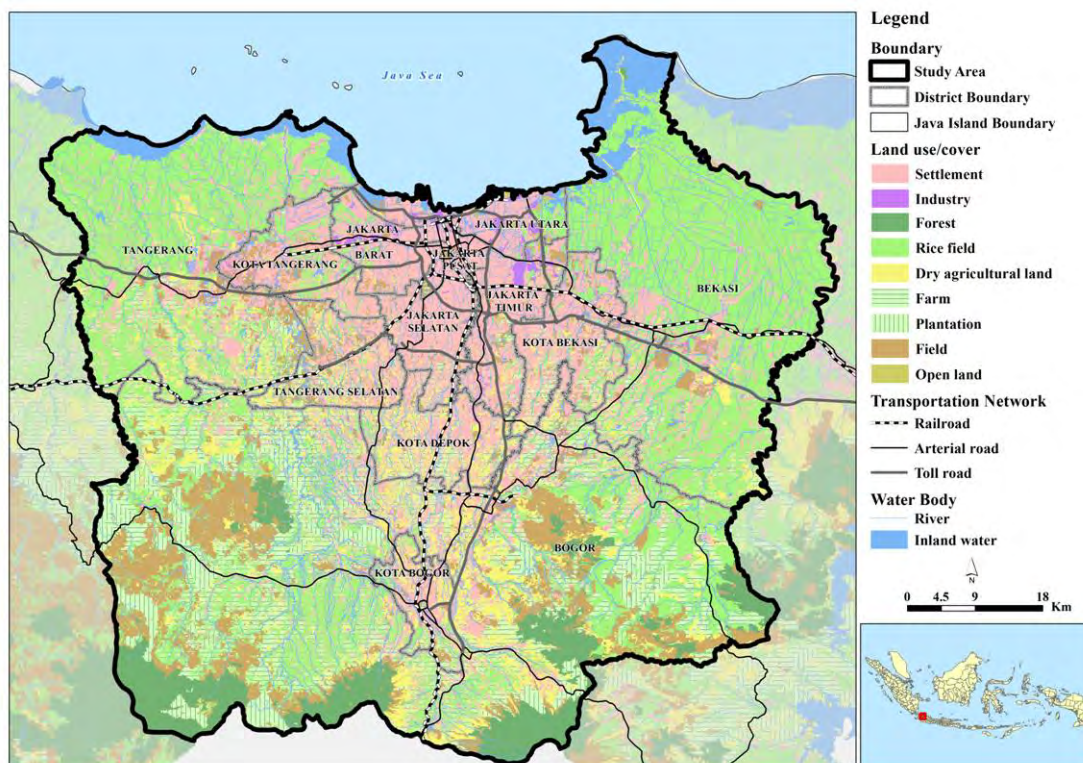 Java Sea
TANGERANG
KOTA TANGERANG
JAKARTA
BARAT
JAKARTA UTARA
JAKARTA
PUSAT
JAKARTA
TIMUR
JAKARTA
SELATAN
BEKASI
KOTA BEKASI
TANGERANG SELATAN
KOTA DEPOK
BOGOR
KOTA BOGOR
Legend
Boundary
Study Area
District Boundary
Java Island Boundary
Land use/cover
Settlement
Industry
Forest
Rice field
Dry agricultural land
Farm
Plantation
Field
Open land
Transportation Network
Railroad
Arterial road
Toll road
Water Body
River
Inland water
N
0 4.5 9 18
Km